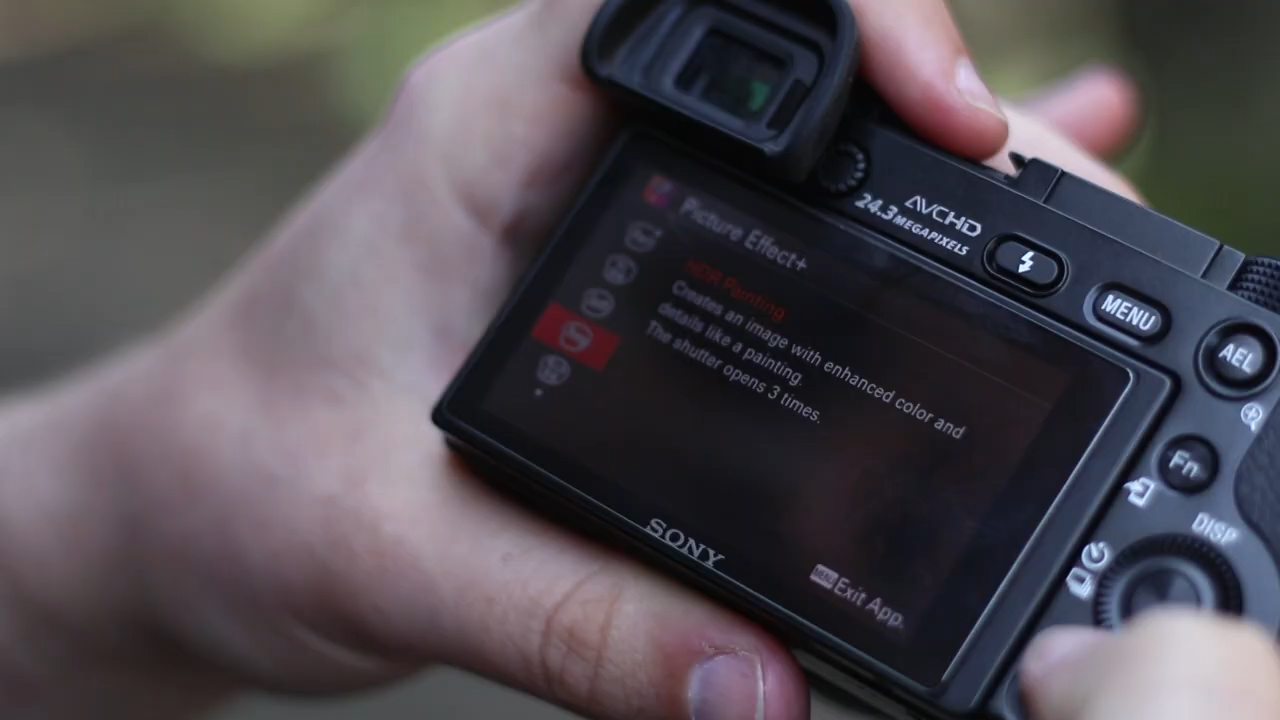 AVCHD
24.3 MEGAPIXELS
MENU
AEL
Picture Effect+
HDR Painting
Creates an image with enhanced color and
details like a painting.
The shutter opens 3 times.
Fn
DISP
SONY
MENU Exit App.